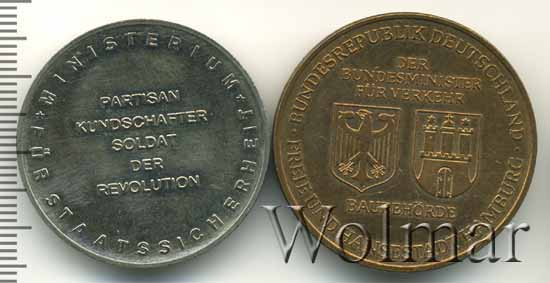 MINISTERIUM
FÜR STAATSSICHERHEIT
PARTISAN
KUNDSCHAFTER
SOLDAT
DER
REVOLUTION
BUNDESREPUBLIK DEUTSCHLAND
DER
BUNDESMINISTER
FÜR VERKEHR
BAUBEHÖRDE
FREIE UND HANSESTADT HAMBURG
Wolmar